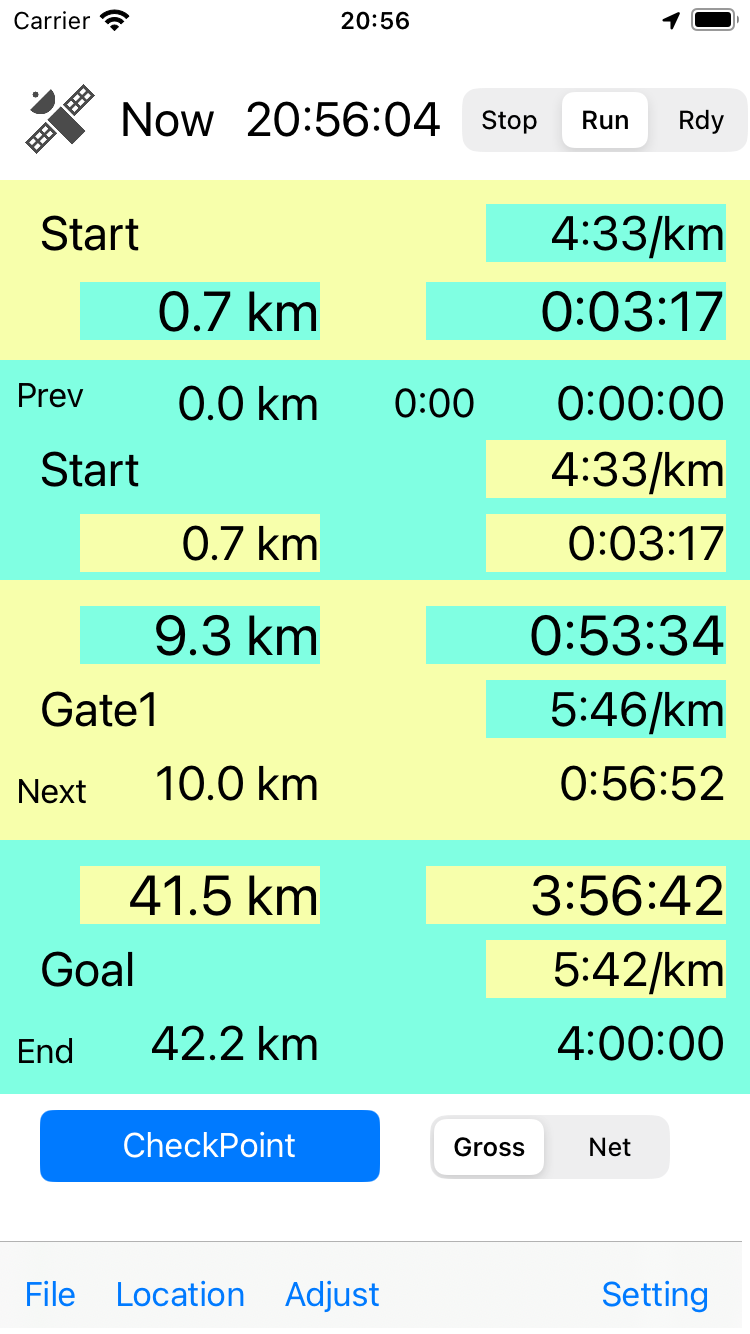 Carrier 20:56
Now 20:56:04 Stop Run Rdy
Start 4:33/km
0.7 km 0:03:17
Prev 0.0 km 0:00 0:00:00
Start 4:33/km
0.7 km 0:03:17
9.3 km 0:53:34
Gate1 5:46/km
Next 10.0 km 0:56:52
41.5 km 3:56:42
Goal 5:42/km
End 42.2 km 4:00:00
CheckPoint Gross Net
File Location Adjust Setting